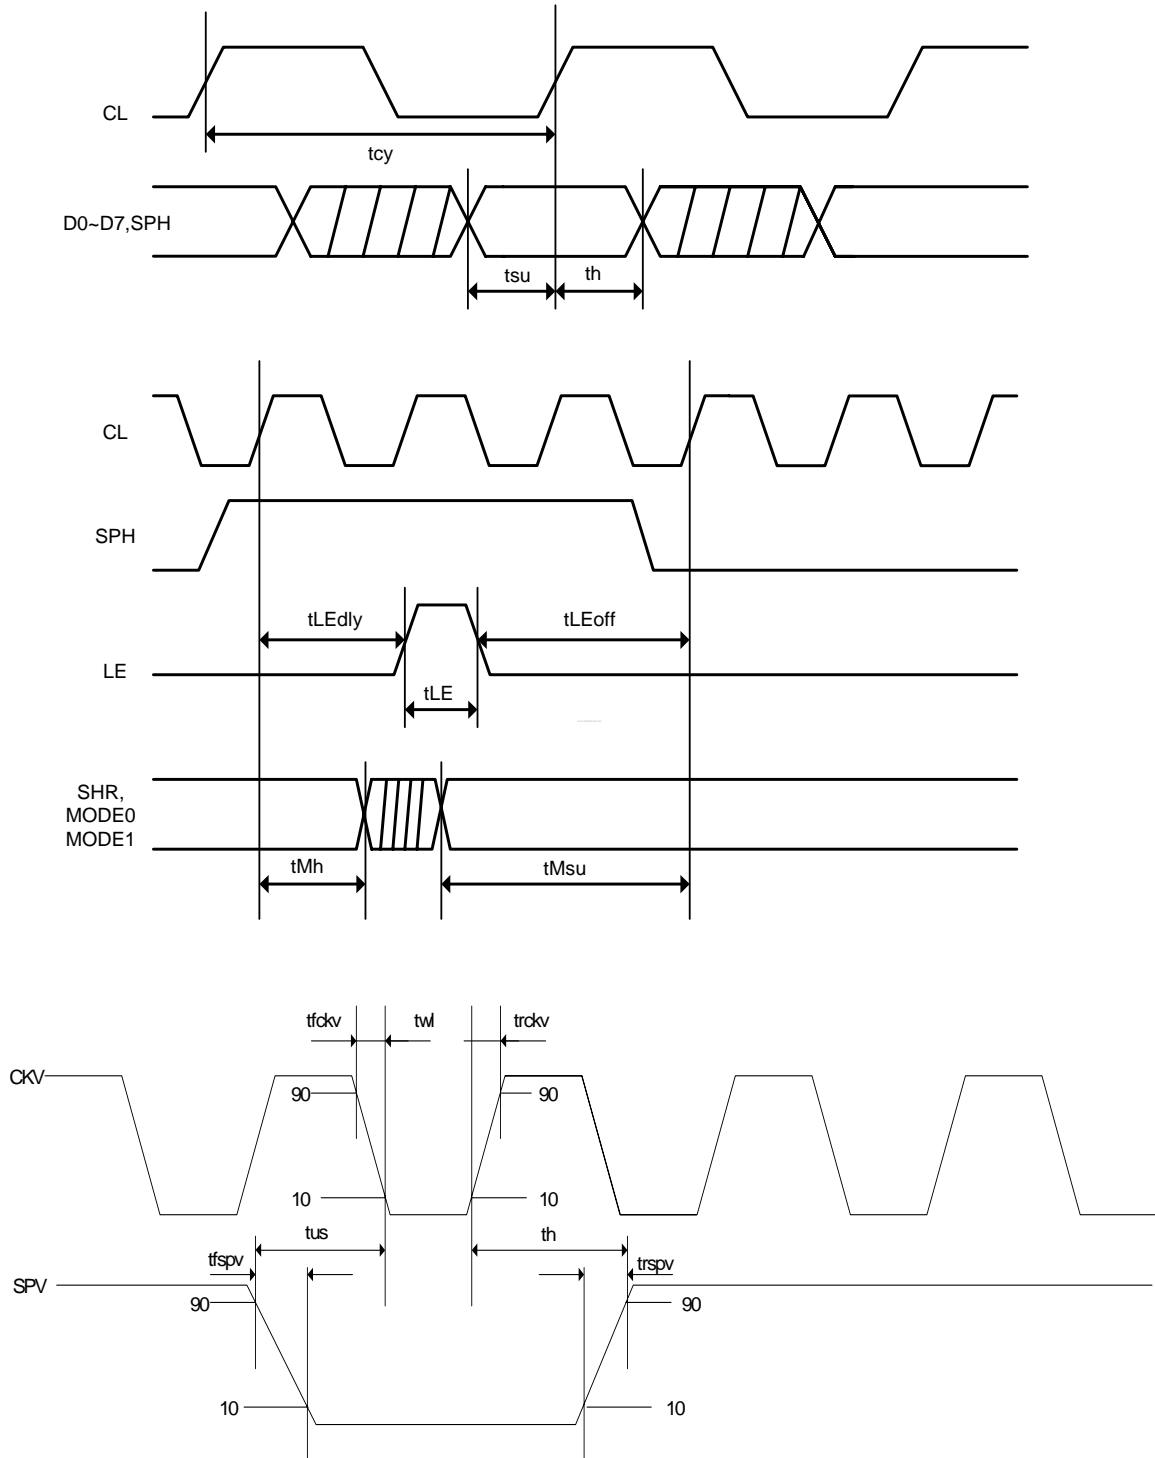 CL
tcy
D0~D7,SPH
tsu
th
CL
SPH
tLEdly
tLEoff
LE
tLE
SHR,
MODE0
MODE1
tMh
tMsu
tfckv
twl
trckv
CKV
90
90
10
10
tus
th
tfspv
trspv
SPV
90
90
10
10